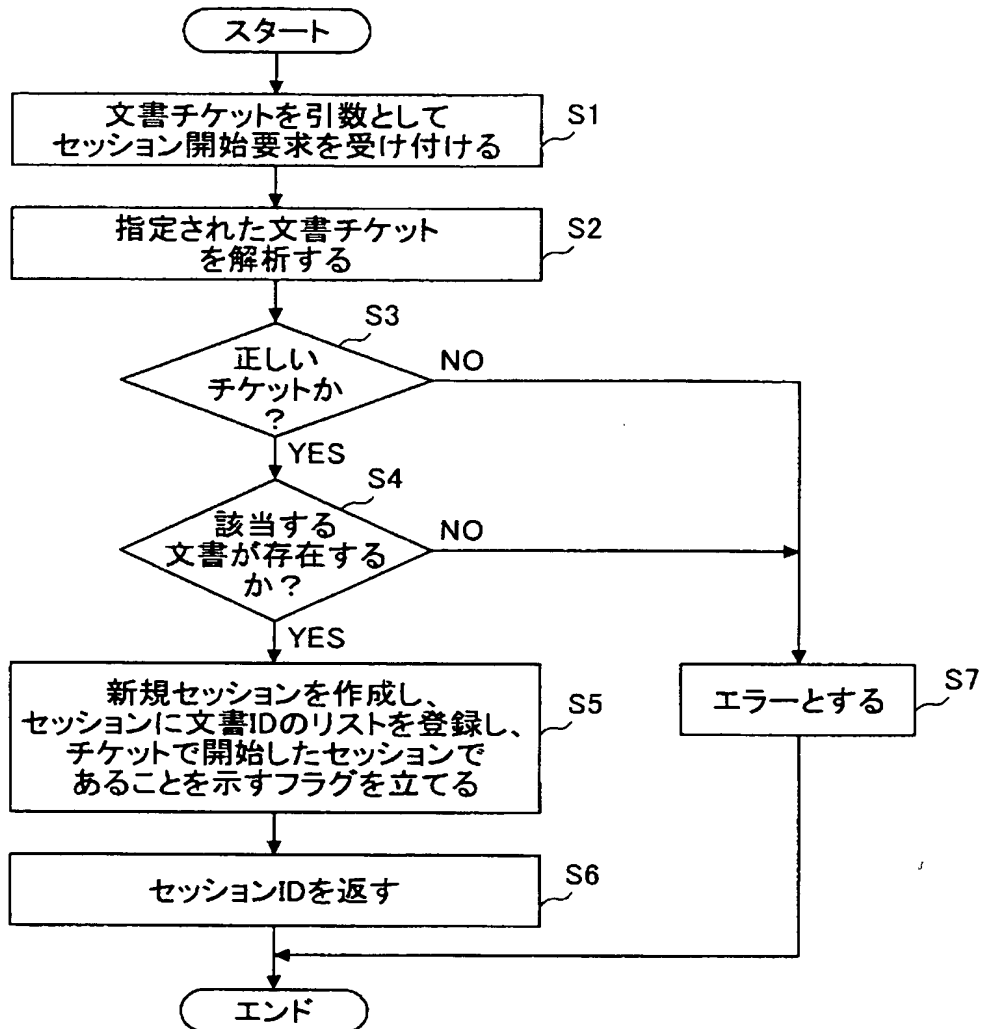 スタート
文書チケットを引数として
セッション開始要求を受け付ける
S1
指定された文書チケット
を解析する
S2
S3
正しい
チケットか
？
NO
YES
S4
該当する
文書が存在する
か？
NO
YES
新規セッションを作成し、
セッションに文書IDのリストを登録し、
チケットで開始したセッションで
あることを示すフラグを立てる
S5
エラーとする
S7
セッションIDを返す
S6
エンド